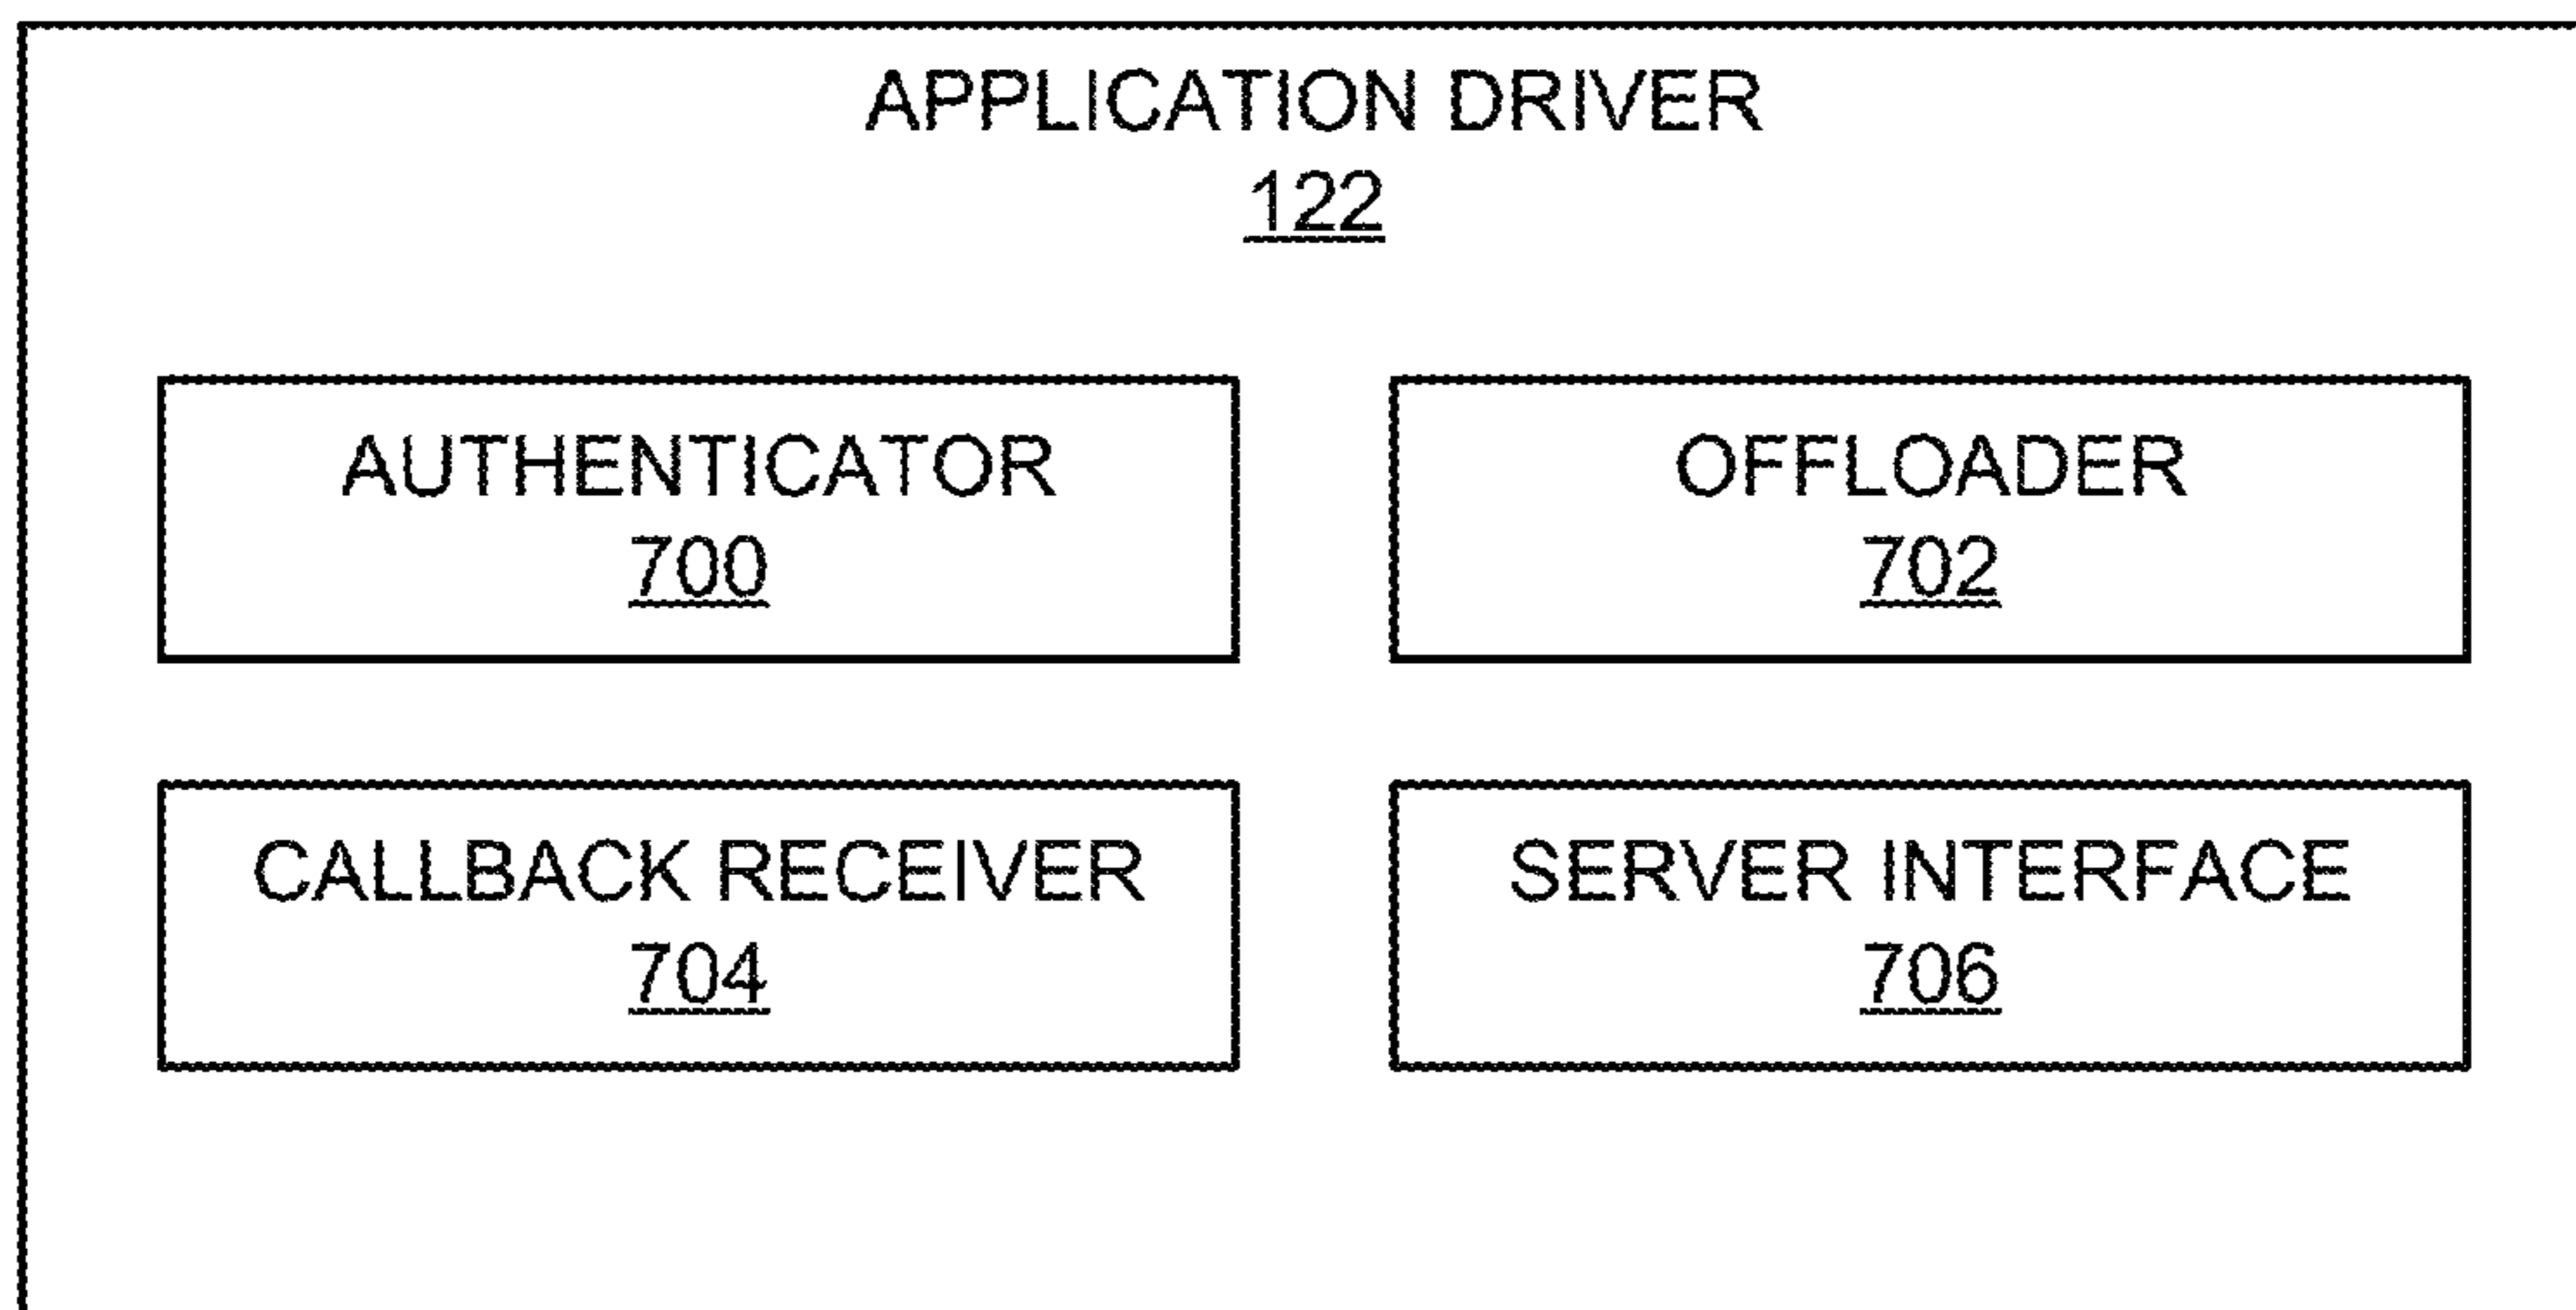 APPLICATION DRIVER
122
AUTHENTICATOR
700
OFFLOADER
702
CALLBACK RECEIVER
704
SERVER INTERFACE
706